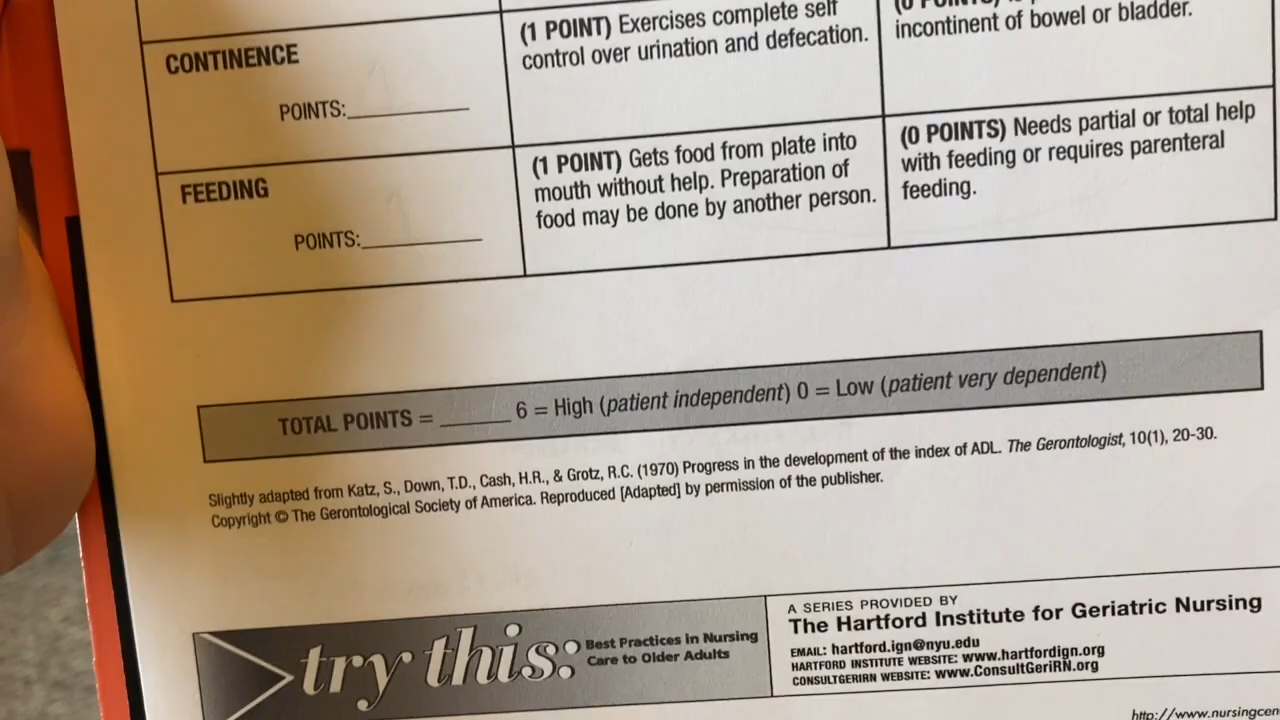 CONTINENCE
POINTS:
(1 POINT) Exercises complete self
control over urination and defecation.
incontinent of bowel or bladder.
FEEDING
POINTS:
(1 POINT) Gets food from plate into
mouth without help. Preparation of
food may be done by another person.
(0 POINTS) Needs partial or total help
with feeding or requires parenteral
feeding.
TOTAL POINTS = ______ 6 = High (patient independent) 0 = Low (patient very dependent)
Slightly adapted from Katz, S., Down, T.D., Cash, H.R., & Grotz, R.C. (1970) Progress in the development of the index of ADL. The Gerontologist, 10(1), 20-30.
Copyright © The Gerontological Society of America. Reproduced [Adapted] by permission of the publisher.
try this:
Best Practices in Nursing
Care to Older Adults
A SERIES PROVIDED BY
The Hartford Institute for Geriatric Nursing
EMAIL: hartford.ign@nyu.edu
HARTFORD INSTITUTE WEBSITE: www.hartfordign.org
CONSULTGERIRN WEBSITE: www.ConsultGeriRN.org
http://www.nursingcen